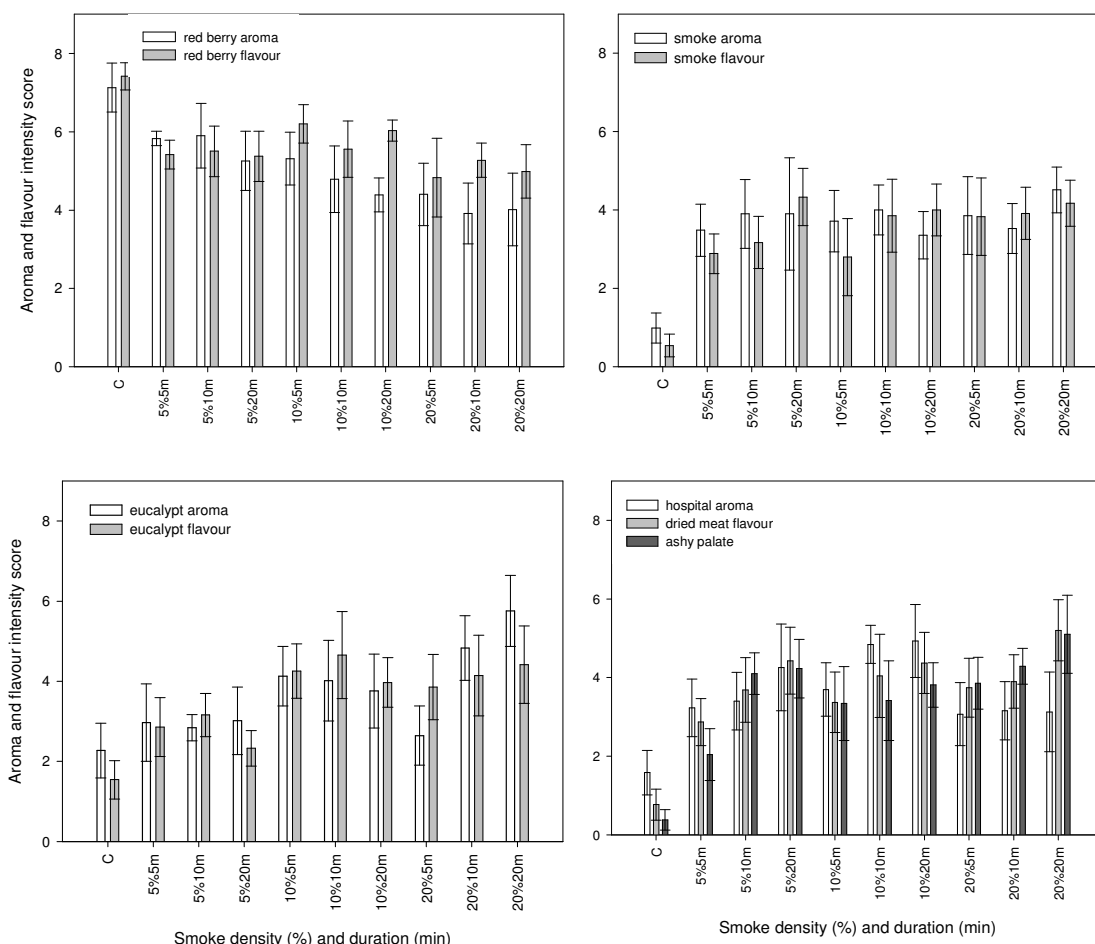 Aroma and flavour intensity score
8
6
4
2
0
red berry aroma
red berry flavour
C
5%5m
5%10m
5%20m
10%5m
10%10m
10%20m
20%5m
20%10m
20%20m
8
6
4
2
0
smoke aroma
smoke flavour
C
5%5m
5%10m
5%20m
10%5m
10%10m
10%20m
20%5m
20%10m
20%20m
Aroma and flavour intensity score
8
6
4
2
0
eucalypt aroma
eucalypt flavour
C
5%5m
5%10m
5%20m
10%5m
10%10m
10%20m
20%5m
20%10m
20%20m
Smoke density (%) and duration (min)
8
6
4
2
0
hospital aroma
dried meat flavour
ashy palate
C
5%5m
5%10m
5%20m
10%5m
10%10m
10%20m
20%5m
20%10m
20%20m
Smoke density (%) and duration (min)